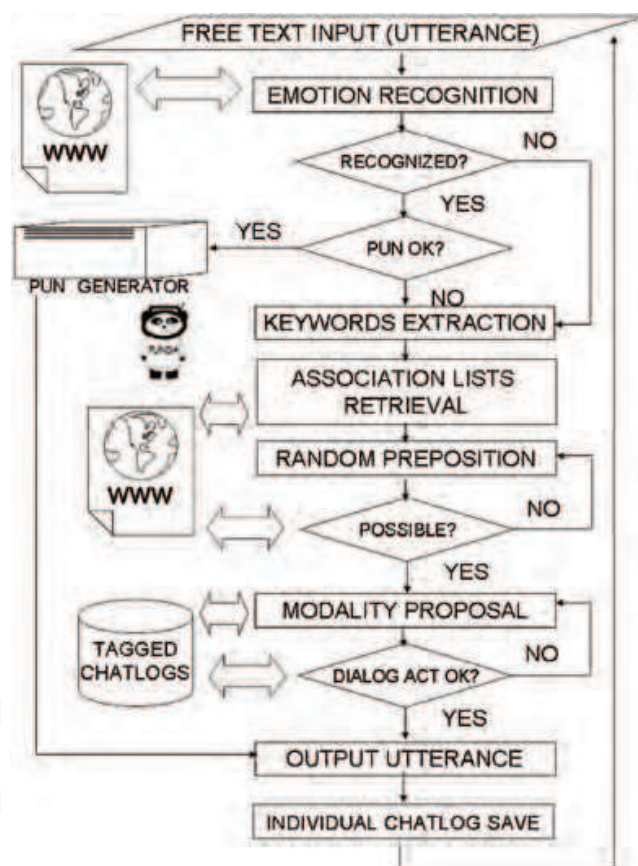 FREE TEXT INPUT (UTTERANCE)
EMOTION RECOGNITION
WWW
NO
RECOGNIZED?
YES
YES
PUN OK?
PUN GENERATOR
NO
KEYWORDS EXTRACTION
ASSOCIATION LISTS
RETRIEVAL
RANDOM PREPOSITION
WWW
NO
POSSIBLE?
YES
MODALITY PROPOSAL
TAGGED
CHATLOGS
NO
DIALOG ACT OK?
YES
OUTPUT UTTERANCE
INDIVIDUAL CHATLOG SAVE